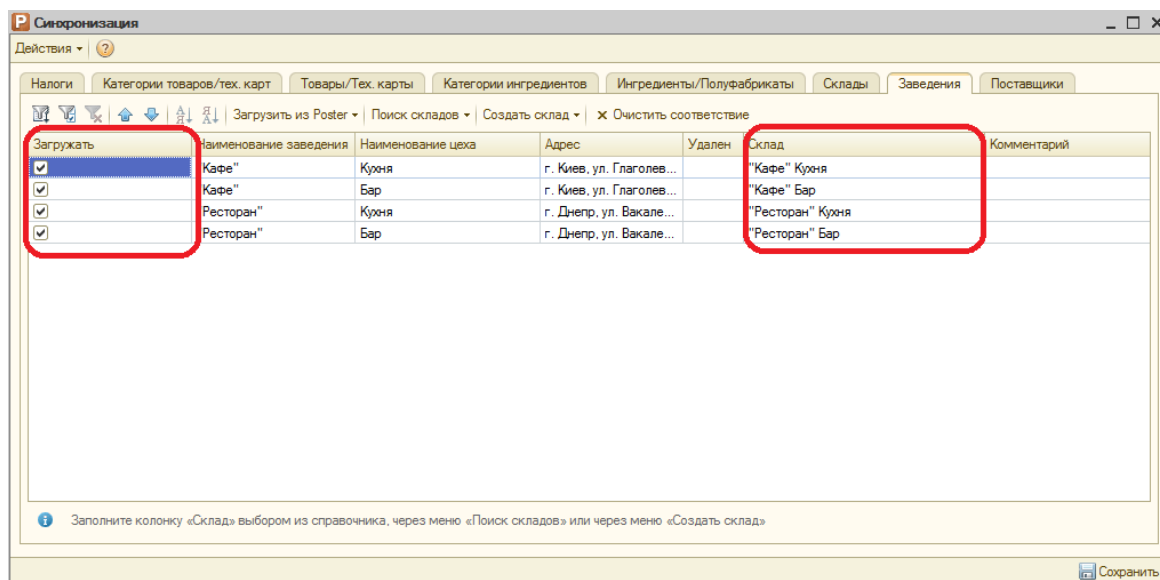 P Синхронизация
Действия
Налоги Категории товаров/тех. карт Товары/Тех. карты Категории ингредиентов Ингредиенты/Полуфабрикаты Склады Заведения Поставщики
Загрузить из Poster Поиск складов Создать склад Очистить соответствие
Загружать Наименование заведения Наименование цеха Адрес Удален Склад Комментарий
Кафе" Кухня г. Киев, ул. Глаголев... "Кафе" Кухня
Кафе" Бар г. Киев, ул. Глаголев... "Кафе" Бар
Ресторан" Кухня г. Днепр, ул. Вакале... "Ресторан" Кухня
Ресторан" Бар г. Днепр, ул. Вакале... "Ресторан" Бар
Заполните колонку «Склад» выбором из справочника, через меню «Поиск складов» или через меню «Создать склад»
Сохранить